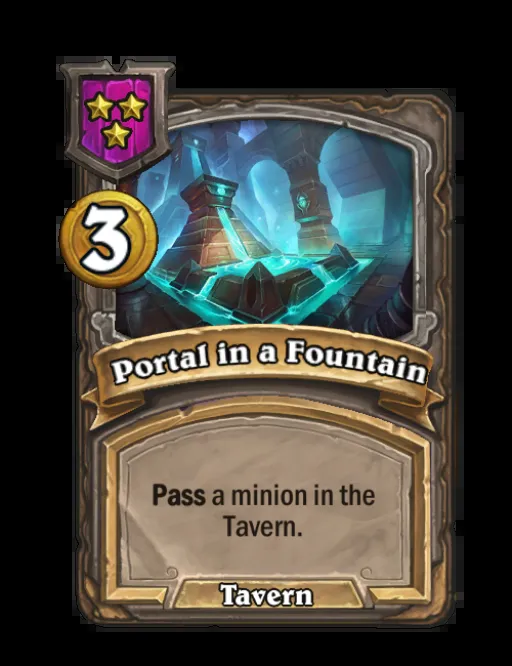 3
Portal in a Fountain
Pass a minion in the
Tavern.
Tavern